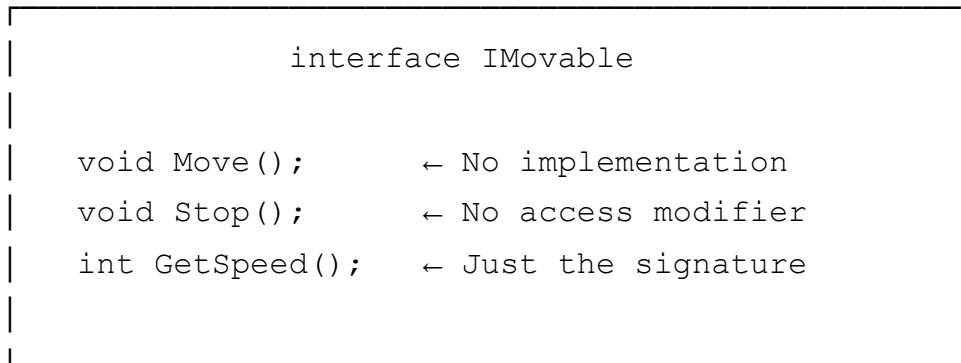 interface IMovable
void Move(); ← No implementation
void Stop(); ← No access modifier
int GetSpeed(); ← Just the signature